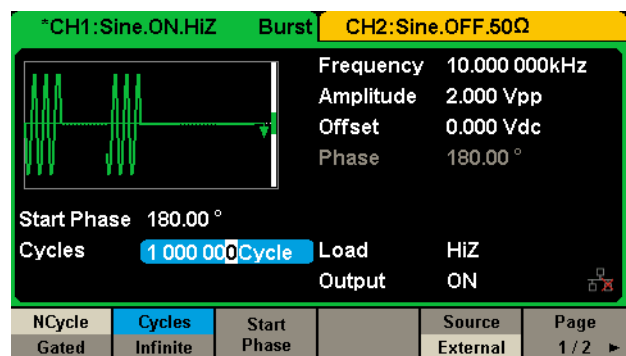 *CH1:Sine.ON.HiZ Burst CH2:Sine.OFF.50Ω
Frequency 10.000 000kHz
Amplitude 2.000 Vpp
Offset 0.000 Vdc
Phase 180.00 °
Start Phase 180.00 °
Cycles 1 000 000Cycle Load HiZ
Output ON
NCycle Cycles Start Source Page
Gated Infinite Phase External 1 / 2 ►